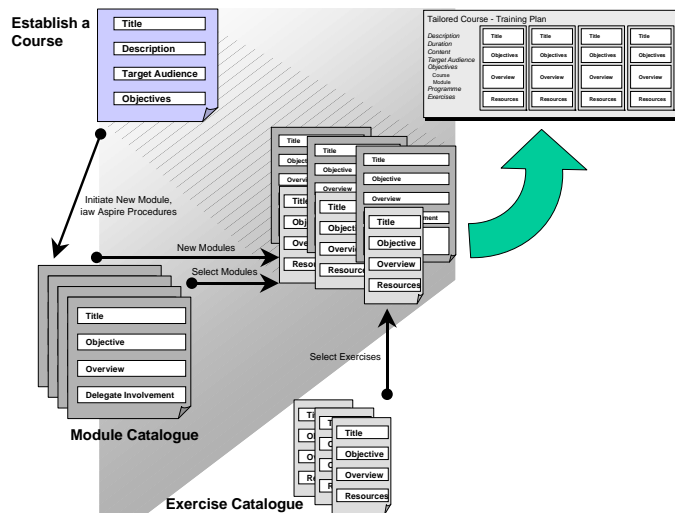 Establish a
Course
Title
Description
Target Audience
Objectives
Tailored Course - Training Plan
Description
Duration
Content
Target Audience
Objectives
Course
Module
Programme
Exercises
Title
Title
Title
Title
Objectives
Objectives
Objectives
Objectives
Overview
Overview
Overview
Overview
Resources
Resources
Resources
Resources
Initiate New Module,
iaw Aspire Procedures
New Modules
Select Modules
Title
Title
Title
Objective
Overview
Title
Title
Title
Objective
Overview
Resources
Select Exercises
Title
Objective
Overview
Delegate Involvement
Module Catalogue
Title
Objective
Overview
Resources
Exercise Catalogue